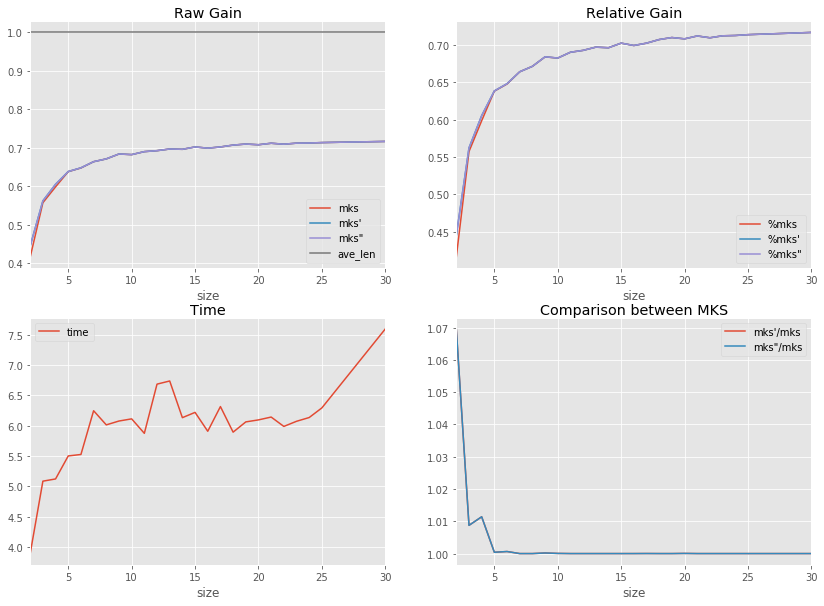 Raw Gain
1.0
0.9
0.8
0.7
0.6
0.5
0.4
5 10 15 20 25 30
size
mks
mks'
mks"
ave_len
Relative Gain
0.70
0.65
0.60
0.55
0.50
0.45
5 10 15 20 25 30
size
%mks
%mks'
%mks"
Time
7.5
7.0
6.5
6.0
5.5
5.0
4.5
4.0
5 10 15 20 25 30
size
time
Comparison between MKS
1.07
1.06
1.05
1.04
1.03
1.02
1.01
1.00
5 10 15 20 25 30
size
mks'/mks
mks"/mks